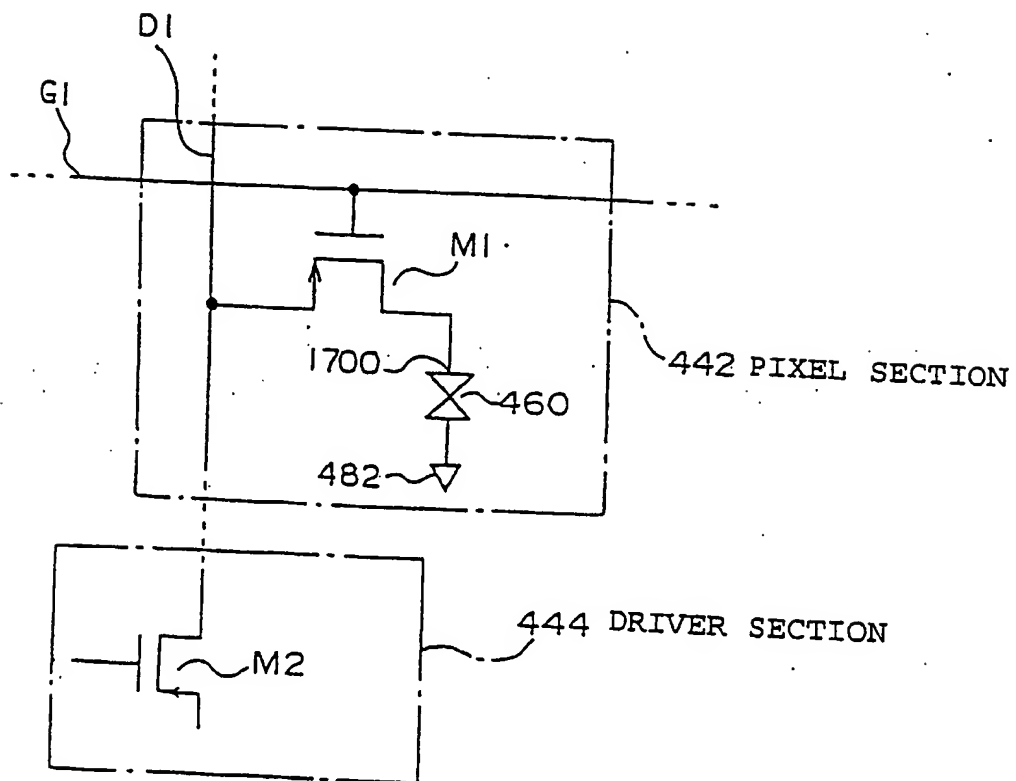 D1
G1
M1
1700
442 PIXEL SECTION
460
482
444 DRIVER SECTION
M2